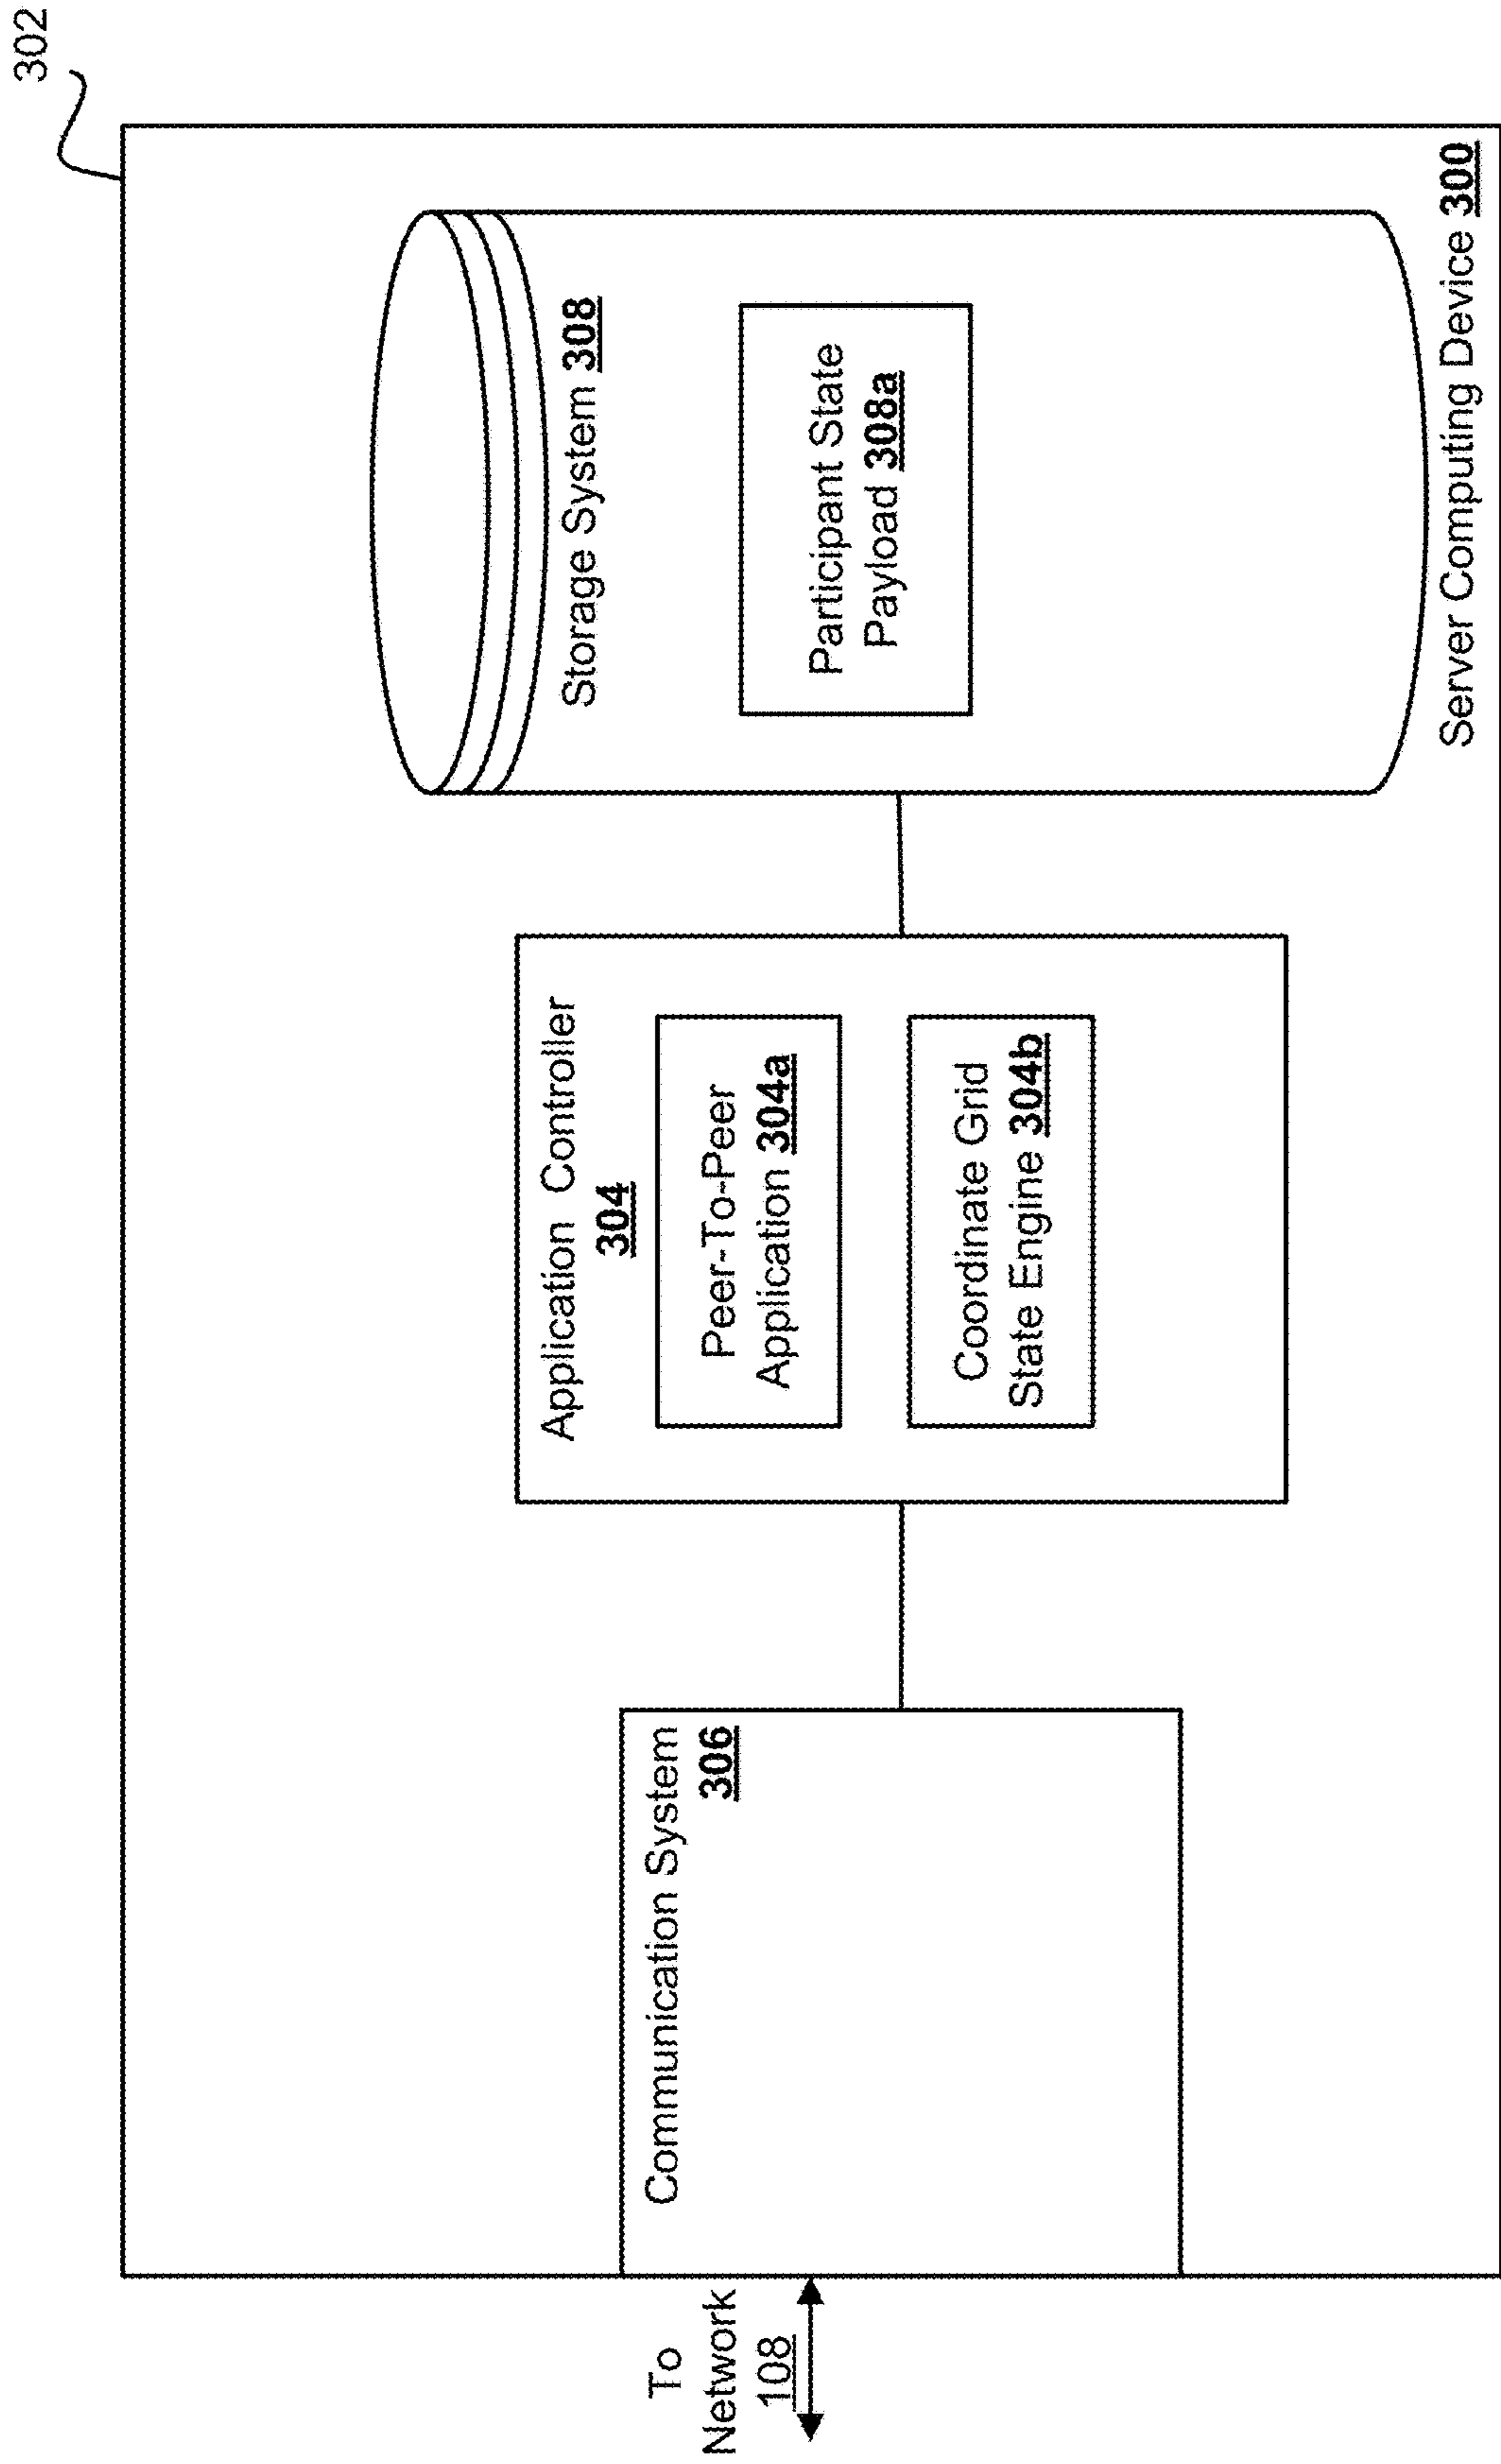 302
To
Network
108
Communication System
306
Application Controller
304
Peer-To-Peer
Application 304a
Coordinate Grid
State Engine 304b
Storage System 308
Participant State
Payload 308a
Server Computing Device 300